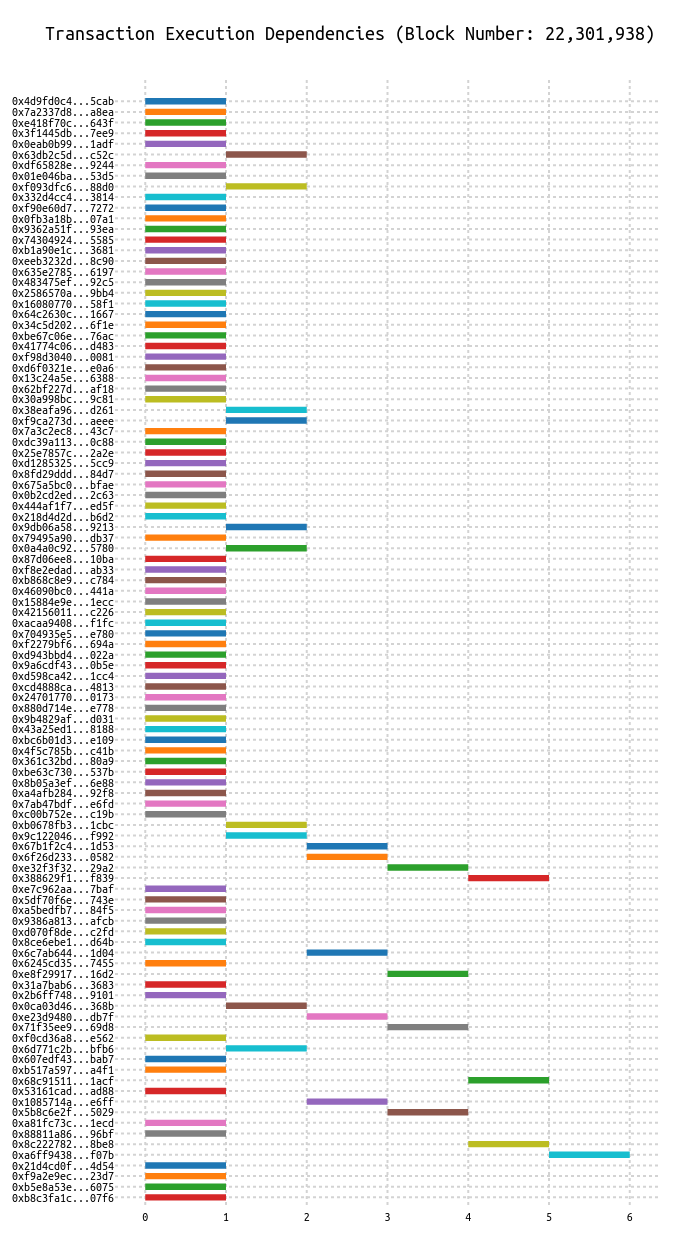 Transaction Execution Dependencies (Block Number: 22,301,938)
0x4d9fd0c4...5cab
0x7a2337d8...a8ea
0xe418f70c...643f
0x3f1445db...7ee9
0x0eab0b99...1adf
0x63db2c5d...c52c
0xdf65828e...9244
0x01e046ba...53d5
0xf093dfc6...88d0
0x332d4cc4...3814
0xf90e60d7...7272
0x0fb3a18b...07a1
0x9362a51f...93ea
0x74304924...5585
0xb1a90e1c...3681
0xeeb3232d...8c90
0x635e2785...6197
0x483475ef...92c5
0x2586570a...9bb4
0x16080770...58f1
0x64c2630c...1667
0x34c5d202...6f1e
0xbe67c06e...76ac
0x41774c06...d483
0xf98d3040...0081
0xd6f0321e...e0a6
0x13c24a5e...6388
0x62bf227d...af18
0x30a998bc...9c81
0x38eafa96...d261
0xf9ca273d...aeee
0x7a3c2ec8...43c7
0xdc39a113...0c88
0x25e7857c...2a2e
0xd1285325...5cc9
0x8fd29ddd...84d7
0x675a5bc0...bfae
0x0b2cd2ed...2c63
0x444af1f7...ed5f
0x218d4d2d...b6d2
0x9db06a58...9213
0x79495a90...db37
0x0a4a0c92...5780
0x87d06ee8...10ba
0xf8e2edad...ab33
0xb868c8e9...c784
0x46090bc0...441a
0x15884e9e...1ecc
0x42156011...c226
0xacaa9408...f1fc
0x704935e5...e780
0xf2279bf6...694a
0xd943bbd4...022a
0x9a6cdf43...0b5e
0xd598ca42...1cc4
0xcd4888ca...4813
0x24701770...0173
0x880d714e...e778
0x9b4829af...d031
0x43a25ed1...8188
0xbc6b01d3...e109
0x4f5c785b...c41b
0x361c32bd...80a9
0xbe63c730...537b
0x8b05a3ef...6e88
0xa4afb284...92f8
0x7ab47bdf...e6fd
0xc00b752e...c19b
0xb0678fb3...1cbc
0x9c122046...f992
0x67b1f2c4...1d53
0x6f26d233...0582
0xe32f3f32...29a2
0x388629f1...f839
0xe7c962aa...7baf
0x5df70f6e...743e
0xa5bedfb7...84f5
0x9386a813...afcb
0xd070f8de...c2fd
0x8ce6ebe1...d64b
0x6c7ab644...1d04
0x6245cd35...7455
0xe8f29917...16d2
0x31a7bab6...3683
0x2b6ff748...9101
0x0ca03d46...368b
0xe23d9480...db7f
0x71f35ee9...69d8
0xf0cd36a8...e562
0x6d771c2b...bfb6
0x607edf43...bab7
0xb517a597...a4f1
0x68c91511...1acf
0x53161cad...ad88
0x1085714a...e6ff
0x5b8c6e2f...5029
0xa81fc73c...1ecd
0x88811a86...96bf
0x8c222782...8be8
0xa6ff9438...f07b
0x21d4cd0f...4d54
0xf9a2e9ec...23d7
0xb5e8a53e...6075
0xb8c3fa1c...07f6
0 1 2 3 4 5 6